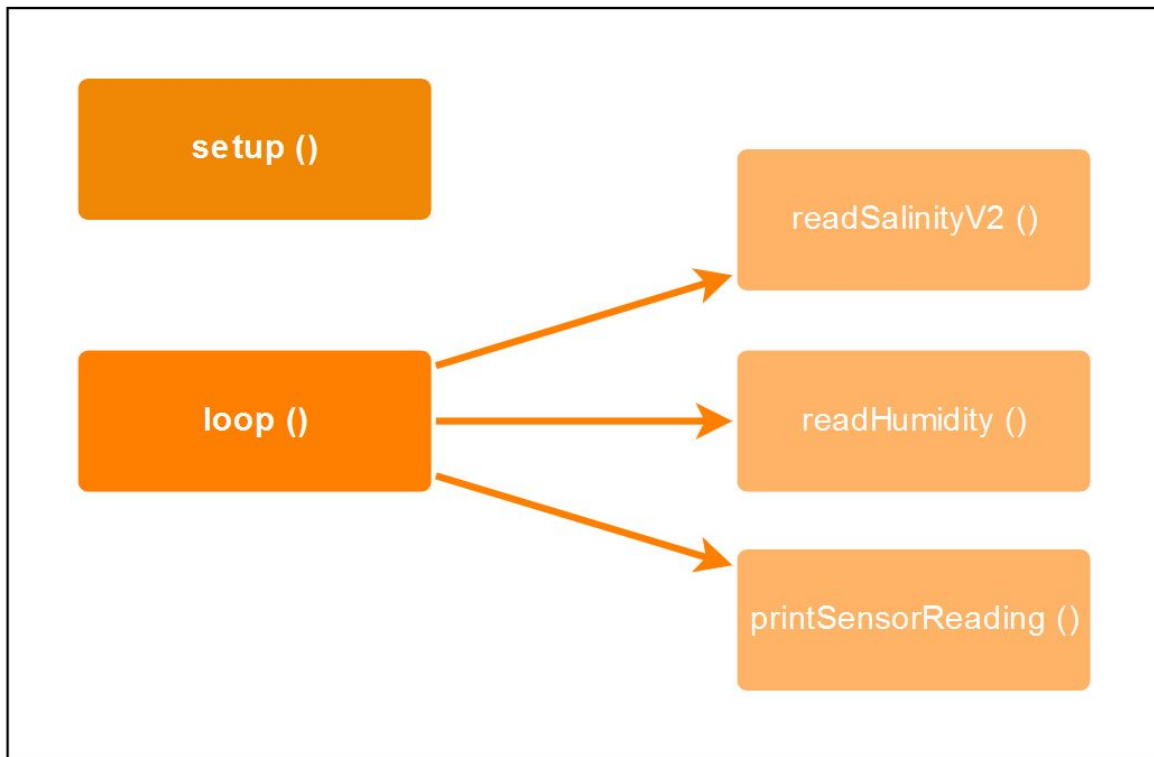 setup ()
loop ()
readSalinityV2 ()
readHumidity ()
printSensorReading ()